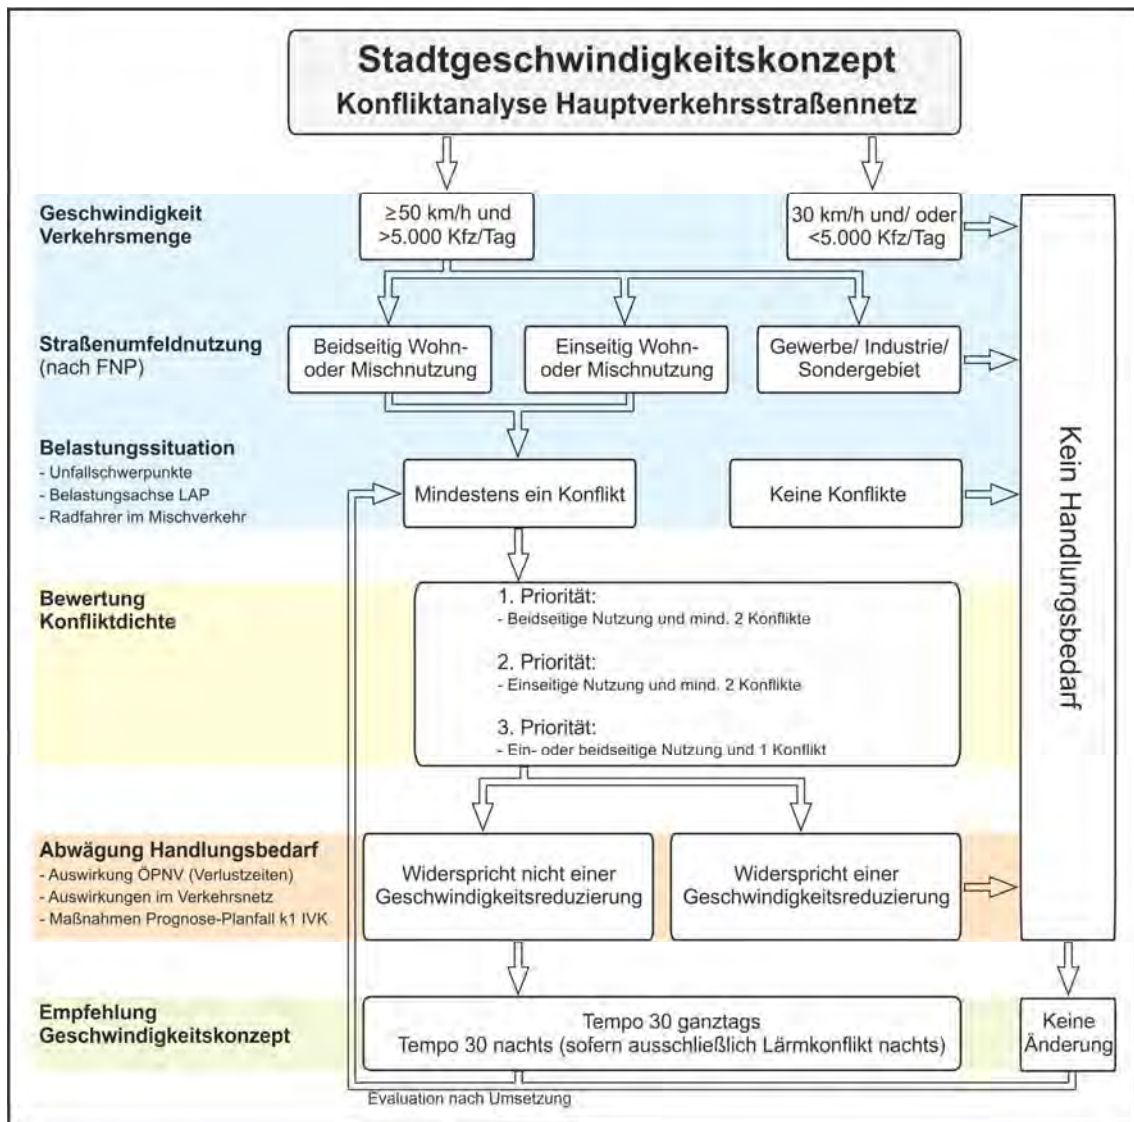 Stadtgeschwindigkeitskonzept
Konfliktanalyse Hauptverkehrsstraßennetz
Geschwindigkeit
Verkehrsmenge
≥50 km/h und
>5.000 Kfz/Tag
30 km/h und/ oder
<5.000 Kfz/Tag
Straßenumfeldnutzung
(nach FNP)
Beidseitig Wohn-
oder Mischnutzung
Einseitig Wohn-
oder Mischnutzung
Gewerbe/ Industrie/
Sondergebiet
Belastungssituation
- Unfallschwerpunkte
- Belastungsachse LAP
- Radfahrer im Mischverkehr
Mindestens ein Konflikt
Keine Konflikte
Kein Handlungsbedarf
Bewertung
Konfliktdichte
1. Priorität:
- Beidseitige Nutzung und mind. 2 Konflikte
2. Priorität:
- Einseitige Nutzung und mind. 2 Konflikte
3. Priorität:
- Ein- oder beidseitige Nutzung und 1 Konflikt
Abwägung Handlungsbedarf
- Auswirkung ÖPNV (Verlustzeiten)
- Auswirkungen im Verkehrsnetz
- Maßnahmen Prognose-Planfall k1 IVK
Widerspricht nicht einer
Geschwindigkeitsreduzierung
Widerspricht einer
Geschwindigkeitsreduzierung
Empfehlung
Geschwindigkeitskonzept
Tempo 30 ganztags
Tempo 30 nachts (sofern ausschließlich Lärmkonflikt nachts)
Keine
Änderung
Evaluation nach Umsetzung